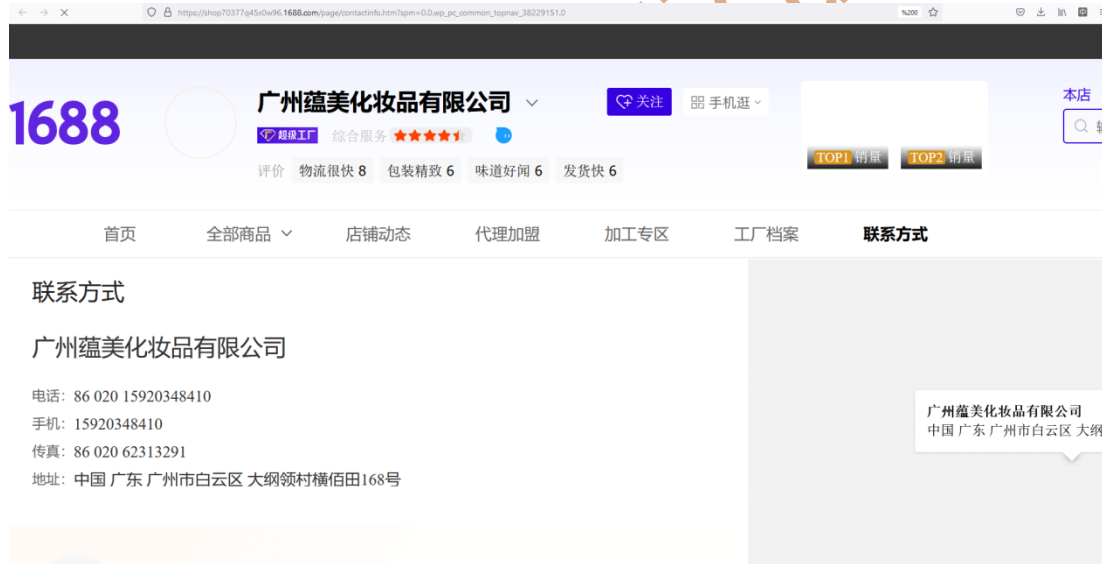 https://shop70377q45x0w96.1688.com/page/contactinfo.htm?spm=0.0.wp_pc_common_topnav_38229151.0
%200
1688
广州蕴美化妆品有限公司
关注
手机逛
本店
超级工厂
综合服务
评价 物流很快 8 包装精致 6 味道好闻 6 发货快 6
TOP1 销量
TOP2 销量
首页
全部商品
店铺动态
代理加盟
加工专区
工厂档案
联系方式
联系方式
广州蕴美化妆品有限公司
电话: 86 020 15920348410
手机: 15920348410
传真: 86 020 62313291
地址: 中国 广东 广州市白云区 大纲领村横佰田168号
广州蕴美化妆品有限公司
中国 广东 广州市白云区 大纲